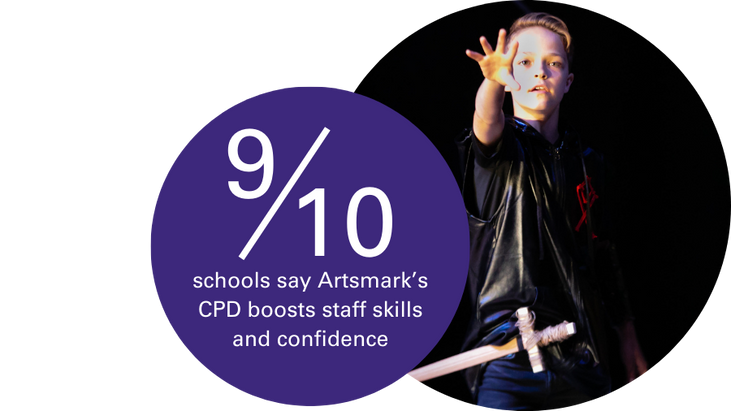 9/10
schools say Artsmark's
CPD boosts staff skills
and confidence